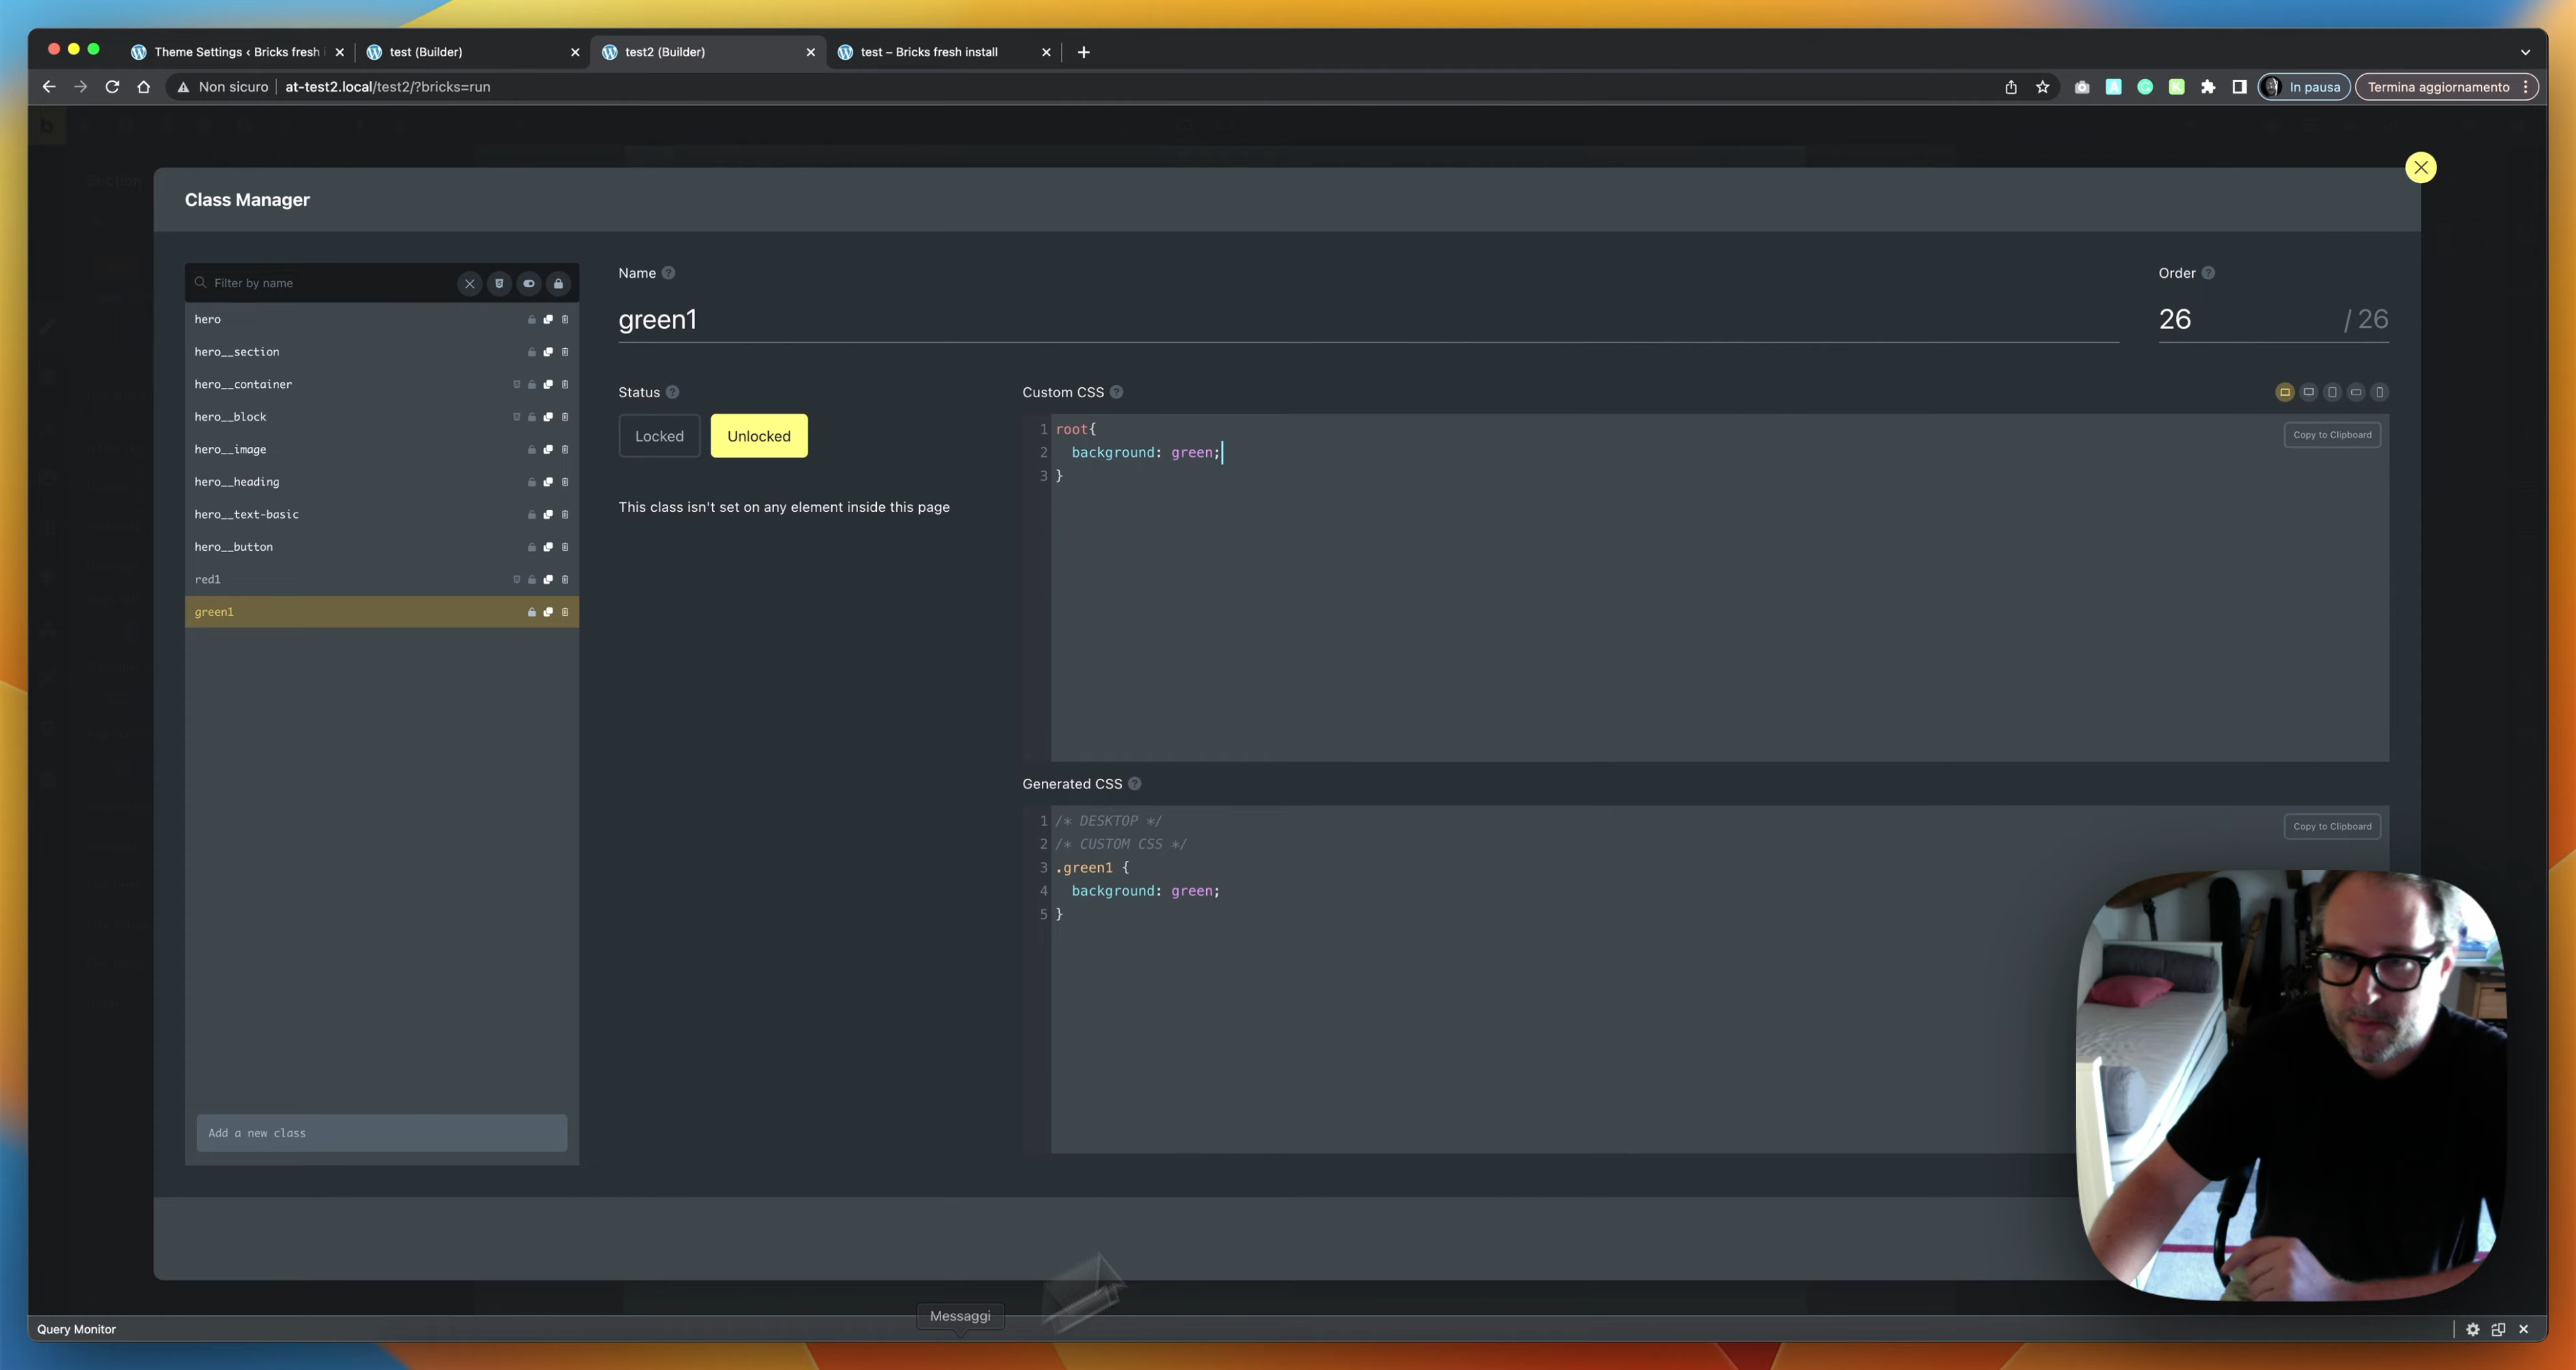 Theme Settings ‹ Bricks fresh i
test (Builder)
test2 (Builder)
test – Bricks fresh install
Non sicuro
at-test2.local/test2/?bricks=run
In pausa
Termina aggiornamento
Section
Class Manager
Filter by name
hero
hero__section
hero__container
hero__block
hero__image
hero__heading
hero__text-basic
hero__button
red1
green1
Add a new class
Name
green1
Order
26 / 26
Status
Locked
Unlocked
This class isn't set on any element inside this page
Custom CSS
Copy to Clipboard
1 root{
2 background: green;
3 }
Generated CSS
Copy to Clipboard
1 /* DESKTOP */
2 /* CUSTOM CSS */
3 .green1 {
4 background: green;
5 }
Messaggi
Query Monitor